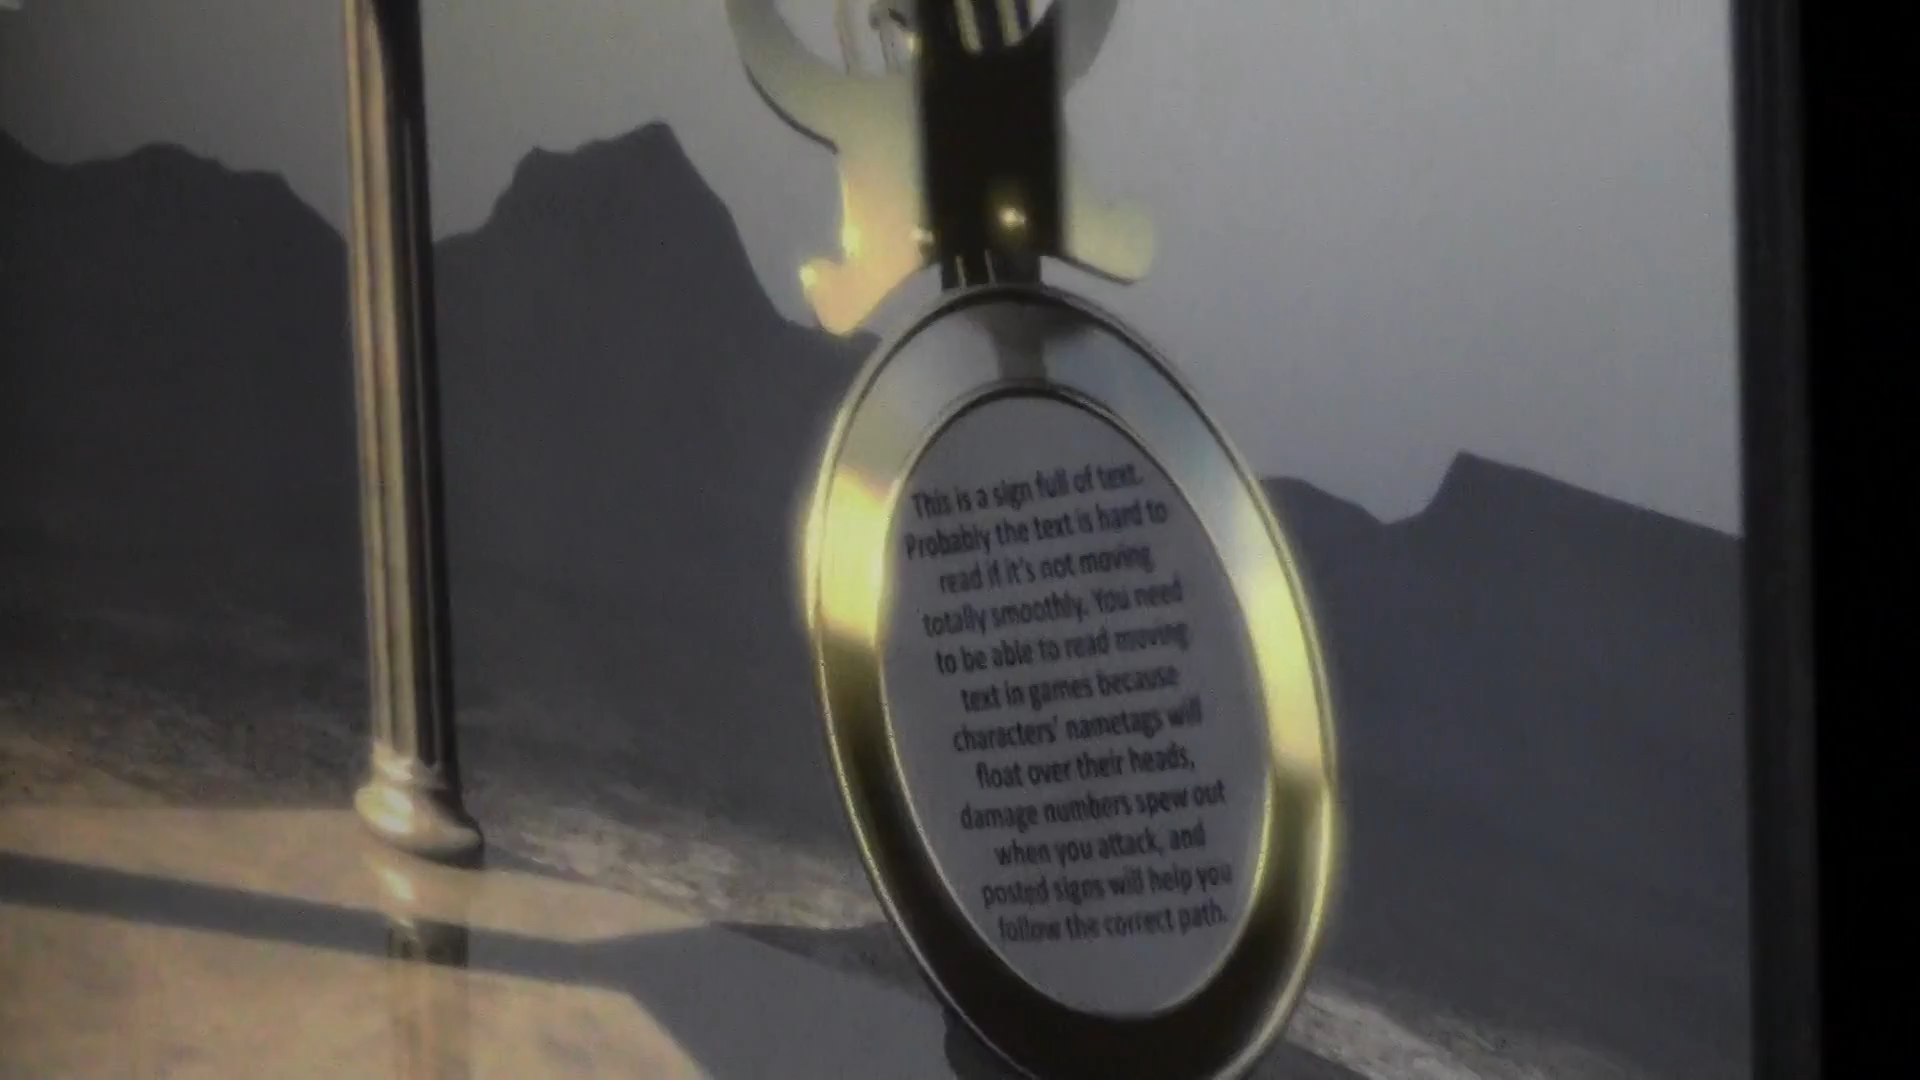 This is a sign full of text.
Probably the text is hard to
read if it's not moving
totally smoothly. You need
to be able to read moving
text in games because
characters' nametags will
float over their heads,
damage numbers spew out
when you attack, and
posted signs will help you
follow the correct path.